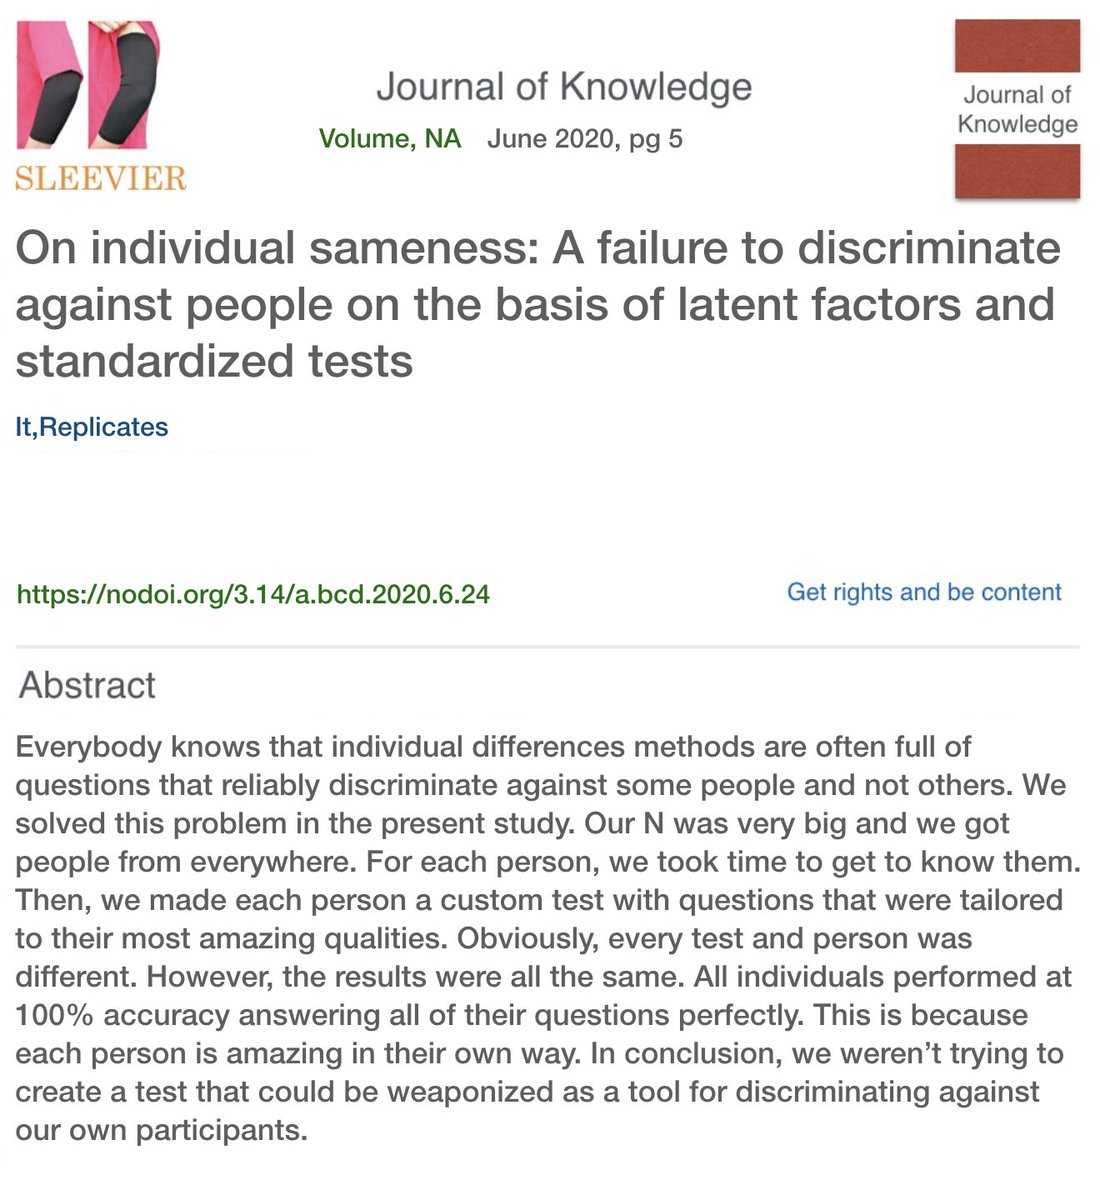 Journal of Knowledge
Volume, NA June 2020, pg 5
SLEEVIER
Journal of
Knowledge
On individual sameness: A failure to discriminate
against people on the basis of latent factors and
standardized tests
It,Replicates
https://nodoi.org/3.14/a.bcd.2020.6.24
Get rights and be content
Abstract
Everybody knows that individual differences methods are often full of
questions that reliably discriminate against some people and not others. We
solved this problem in the present study. Our N was very big and we got
people from everywhere. For each person, we took time to get to know them.
Then, we made each person a custom test with questions that were tailored
to their most amazing qualities. Obviously, every test and person was
different. However, the results were all the same. All individuals performed at
100% accuracy answering all of their questions perfectly. This is because
each person is amazing in their own way. In conclusion, we weren’t trying to
create a test that could be weaponized as a tool for discriminating against
our own participants.